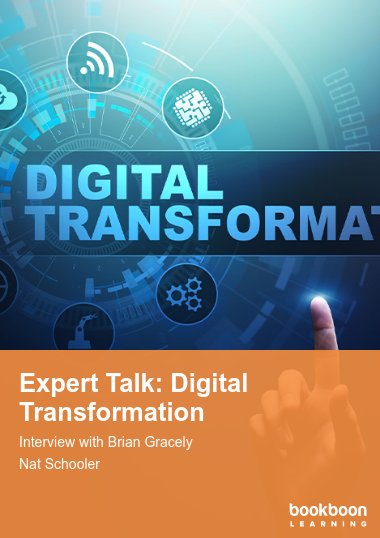 DIGITAL
TRANSFORMAT
Expert Talk: Digital
Transformation
Interview with Brian Gracely
Nat Schooler
bookboon
LEARNING